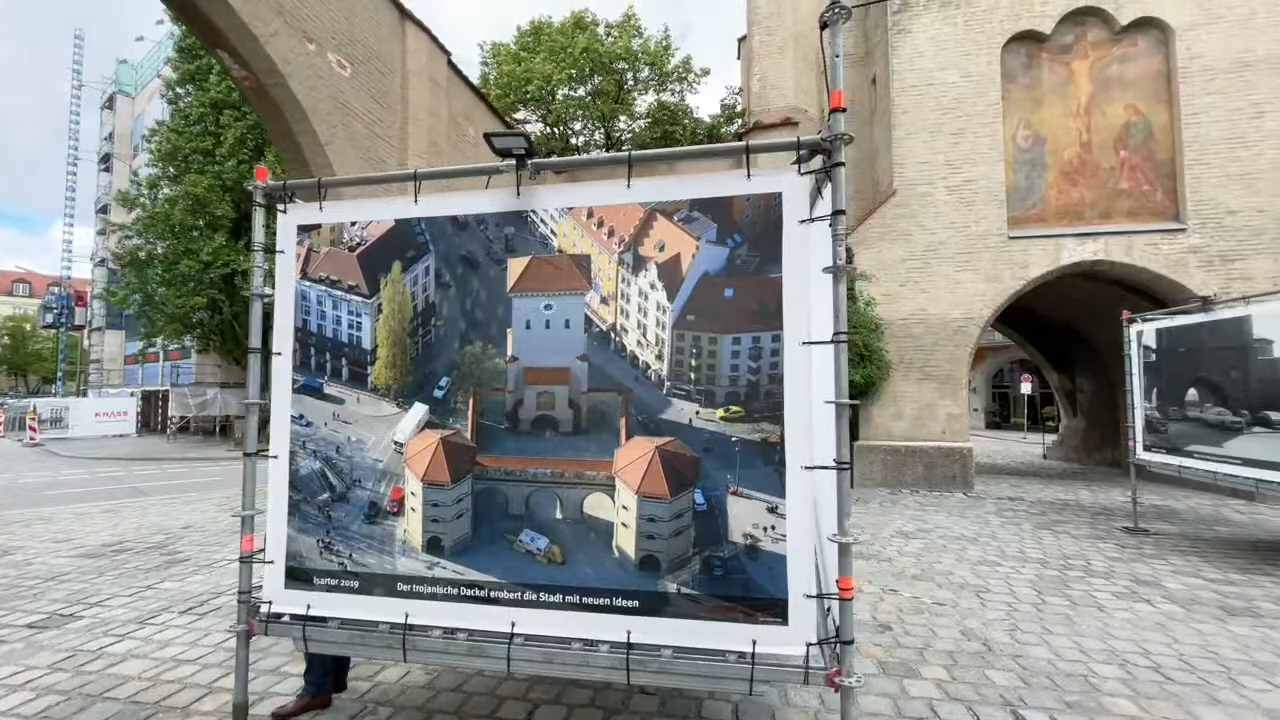 KRASS
Isartor 2019
Der trojanische Dackel erobert die Stadt mit neuen Ideen